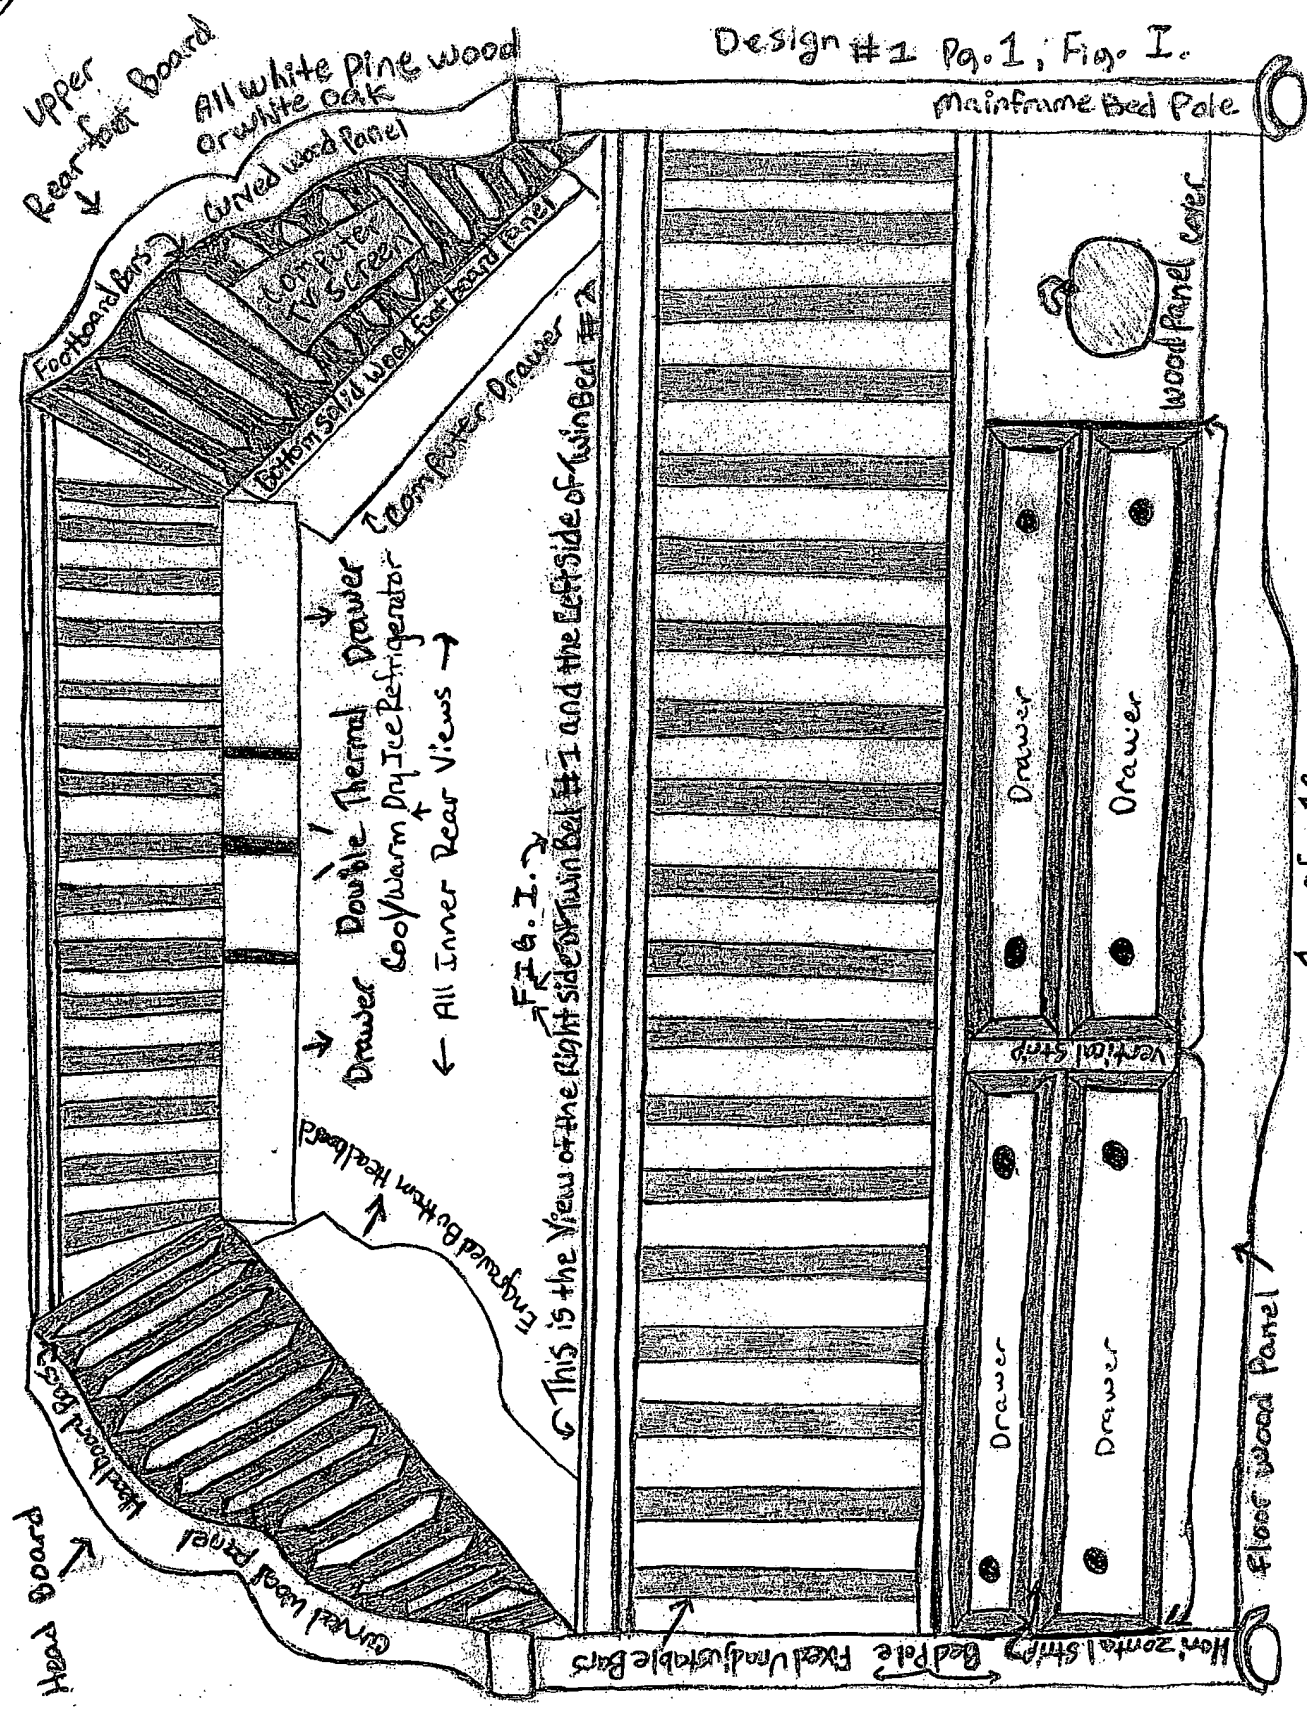 Design #1 Pg. 1, Fig. I.
Mainframe Bed Pole
Upper
Rear foot Board
All white pine wood
or white oak
Curved wood Panel
Footboard Bars
Computer
TV Screen
Bottom Solid Wood foot board Panel
Computer Drawer
Wood Panel cover
Drawer Double Thermal Drawer
Cool/Warm Dry Ice Refrigerator
← All Inner Rear Views →
FIG. I.
This is the View of the Right side of Twin Bed #1 and the Left side of Twin Bed #2
Engraved Buttom Headboard
Drawer
Drawer
Vertical Strip
Drawer
Drawer
Head Board
Headboard Bars
Curved Wood Panel
Fixed Unadjustable Bars
Bed Pole
Horizontal Strip
Floor Wood Panel